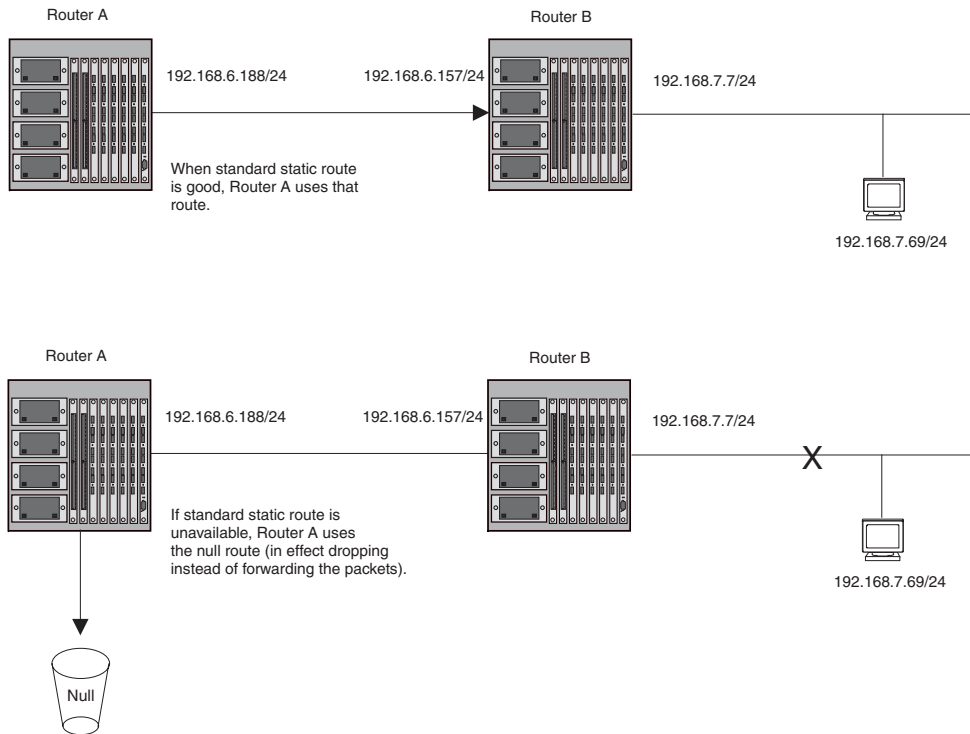 Router A
Router B
192.168.6.188/24
192.168.6.157/24
192.168.7.7/24
When standard static route
is good, Router A uses that
route.
192.168.7.69/24
Router A
Router B
192.168.6.188/24
192.168.6.157/24
192.168.7.7/24
X
If standard static route is
unavailable, Router A uses
the null route (in effect dropping
instead of forwarding the packets).
192.168.7.69/24
Null